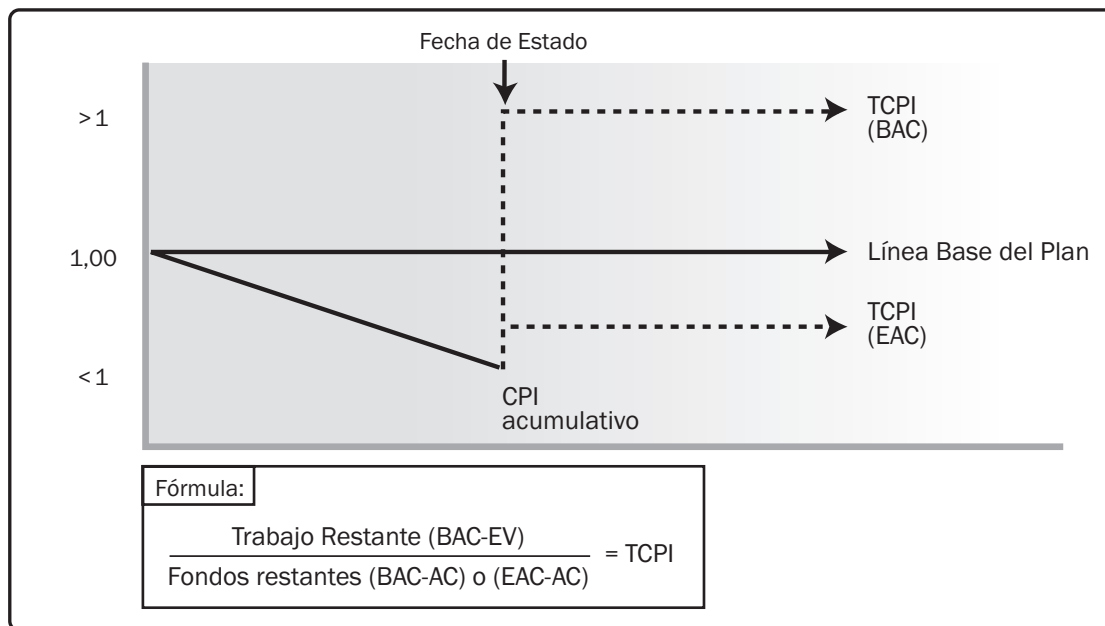 Fecha de Estado
> 1
TCPI
(BAC)
1,00
Línea Base del Plan
TCPI
(EAC)
< 1
CPI
acumulativo
Fórmula:
Trabajo Restante (BAC-EV)
Fondos restantes (BAC-AC) o (EAC-AC)
= TCPI